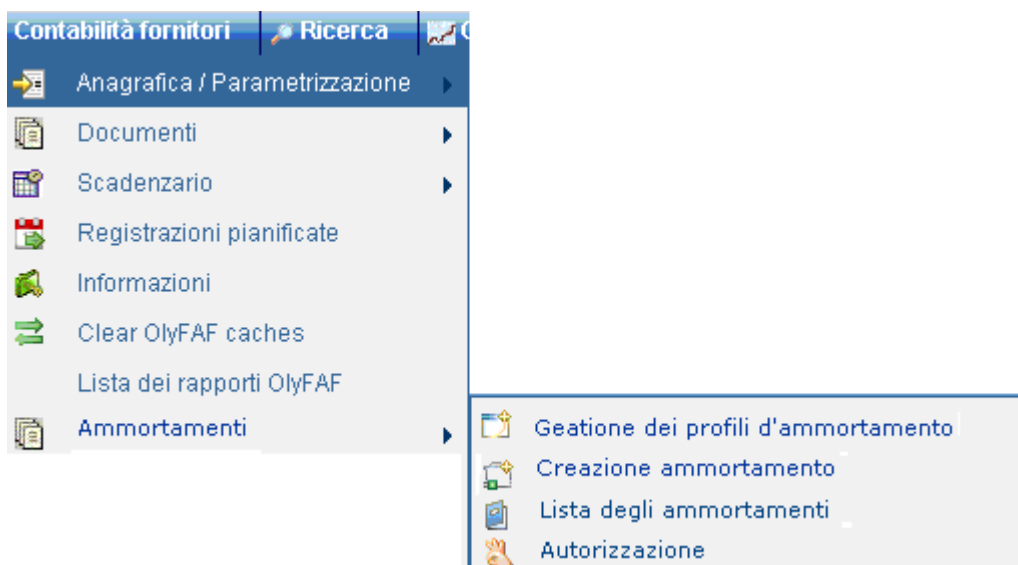 Contabilità fornitori Ricerca
Anagrafica / Parametrizzazione
Documenti
Scadenzario
Registrazioni pianificate
Informazioni
Clear OlyFAF caches
Lista dei rapporti OlyFAF
Ammortamenti
Geatione dei profili d'ammortamento
Creazione ammortamento
Lista degli ammortamenti
Autorizzazione